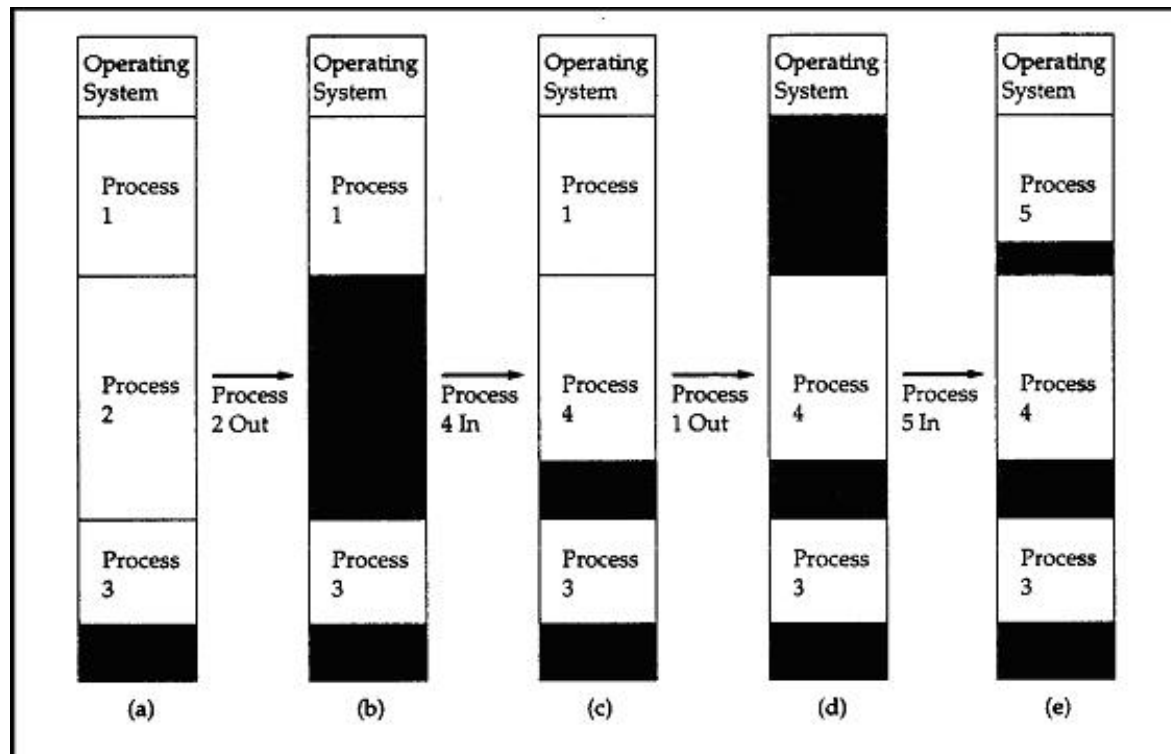 Operating
System
Process
1
Process
2
Process
3
(a)
Process
2 Out
Operating
System
Process
1
Process
3
(b)
Process
4 In
Operating
System
Process
1
Process
4
Process
3
(c)
Process
1 Out
Operating
System
Process
4
Process
3
(d)
Process
5 In
Operating
System
Process
5
Process
4
Process
3
(e)